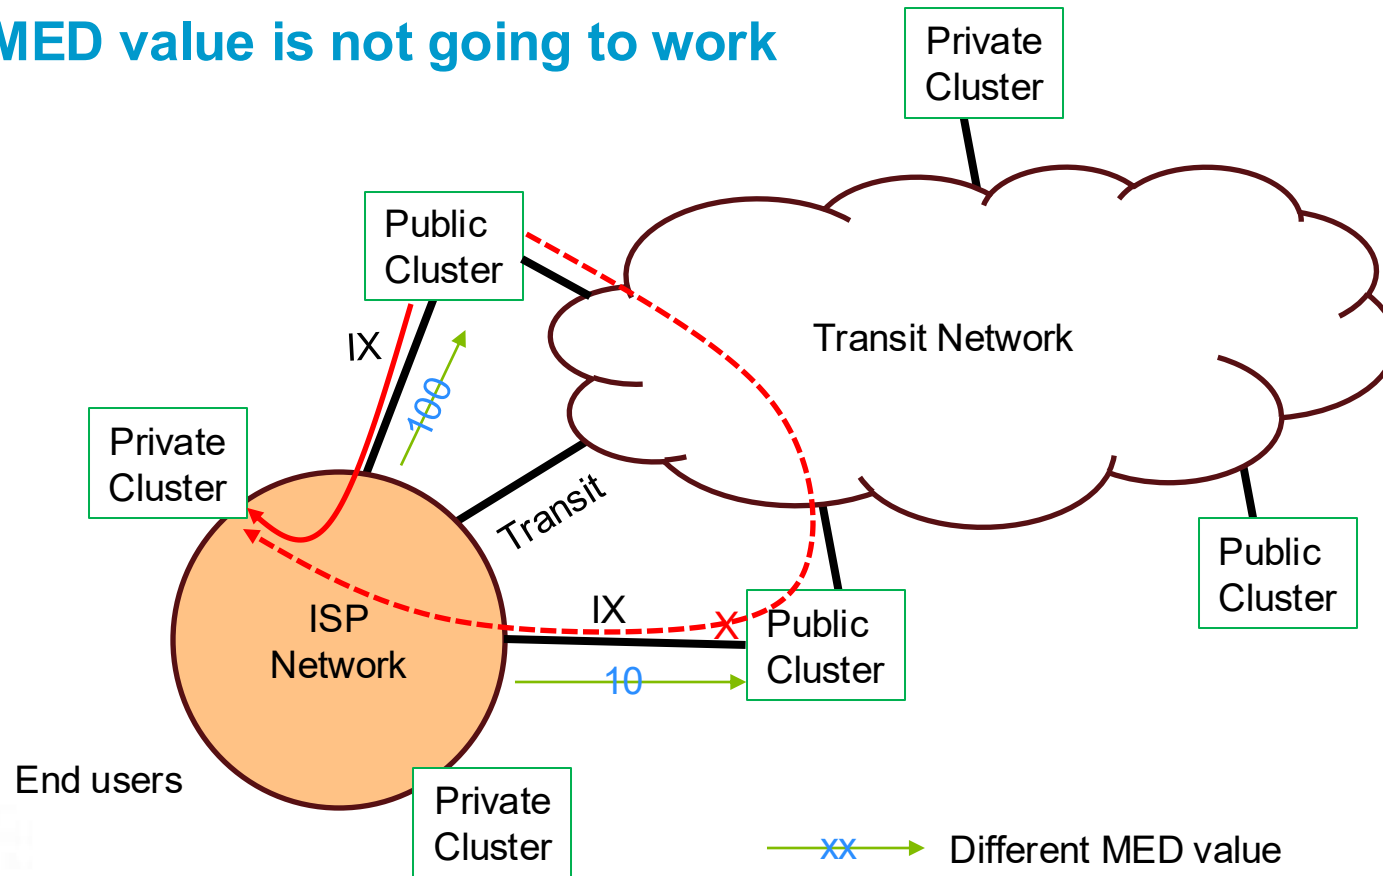 MED value is not going to work
Private
Cluster
Public
Cluster
IX
100
Transit Network
Private
Cluster
Transit
Public
Cluster
IX
X
Public
Cluster
ISP
Network
10
End users
Private
Cluster
xx
Different MED value